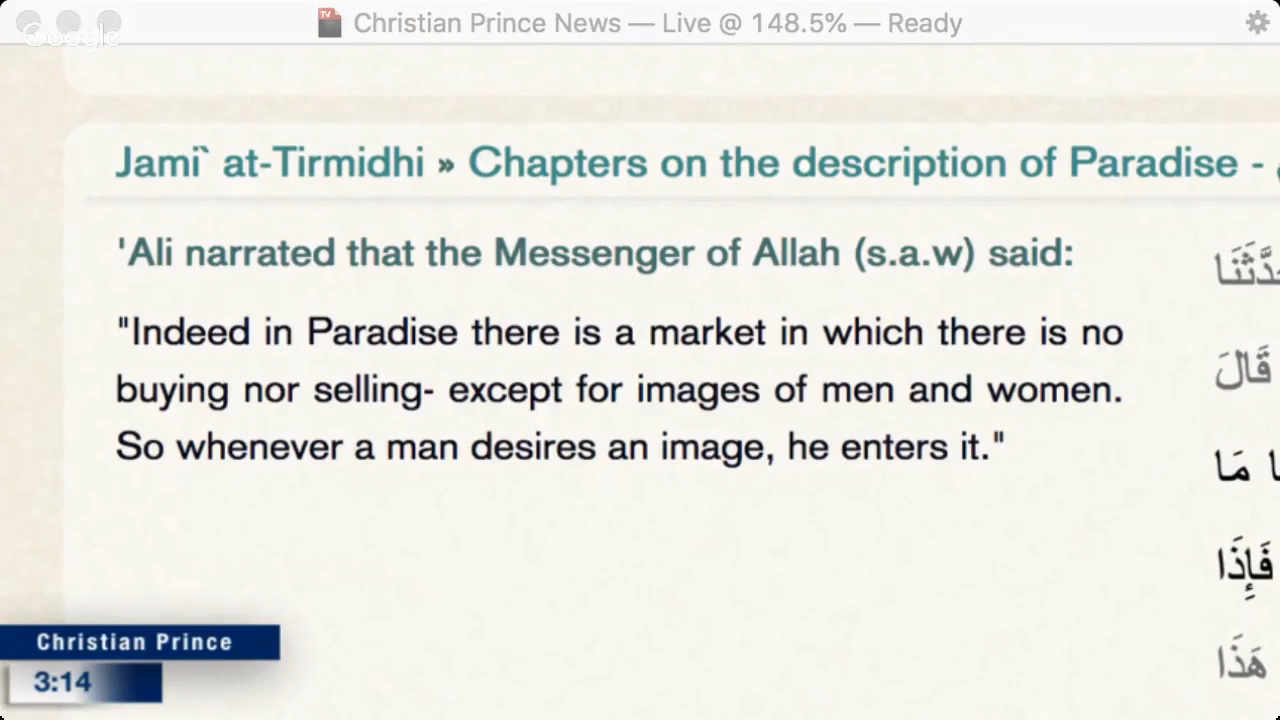 Christian Prince News — Live @ 148.5% — Ready
Google
TV
Jami` at-Tirmidhi » Chapters on the description of Paradise -
'Ali narrated that the Messenger of Allah (s.a.w) said:
"Indeed in Paradise there is a market in which there is no
buying nor selling- except for images of men and women.
So whenever a man desires an image, he enters it."
قَالَ
مَا
فَإِذَا
هَذَا
Christian Prince
3:14